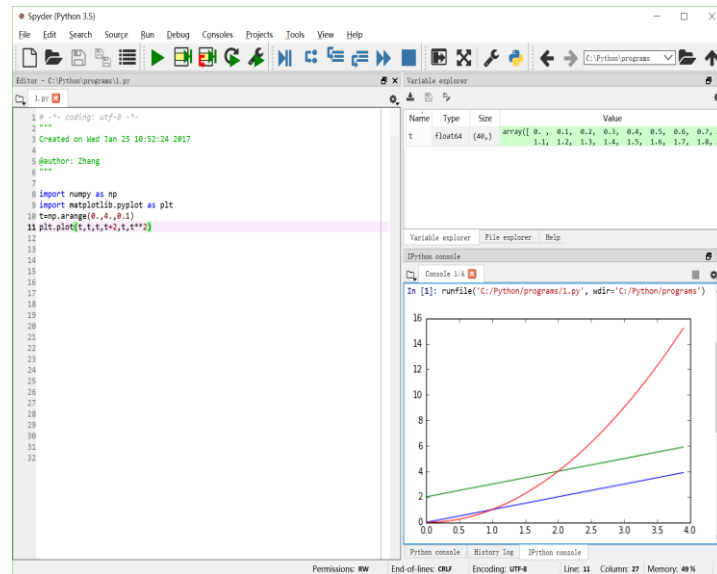 Spyder (Python 3.5)
File Edit Search Source Run Debug Consoles Projects Tools View Help
C:\Python\programs
Editor - C:\Python\programs\1.py
1.py
1 # -*- coding: utf-8 -*-
2 """
3 Created on Wed Jan 25 10:52:24 2017
4
5 @author: Zhang
6 """
7
8 import numpy as np
9 import matplotlib.pyplot as plt
10 t=np.arange(0.,4.,0.1)
11 plt.plot(t,t,t,t+2,t,t**2)
12
13
14
15
16
17
18
19
20
21
22
23
24
25
26
27
28
29
30
31
32
Variable explorer
Name Type Size Value
t float64 (40,) array([ 0. , 0.1, 0.2, 0.3, 0.4, 0.5, 0.6, 0.7,
1.1, 1.2, 1.3, 1.4, 1.5, 1.6, 1.7, 1.8,
Variable explorer File explorer Help
IPython console
Console 1/A
In [1]: runfile('C:/Python/programs/1.py', wdir='C:/Python/programs')
16
14
12
10
8
6
4
2
0
0.0 0.5 1.0 1.5 2.0 2.5 3.0 3.5 4.0
Python console History log IPython console
Permissions: RW End-of-lines: CRLF Encoding: UTF-8 Line: 11 Column: 27 Memory: 49 %